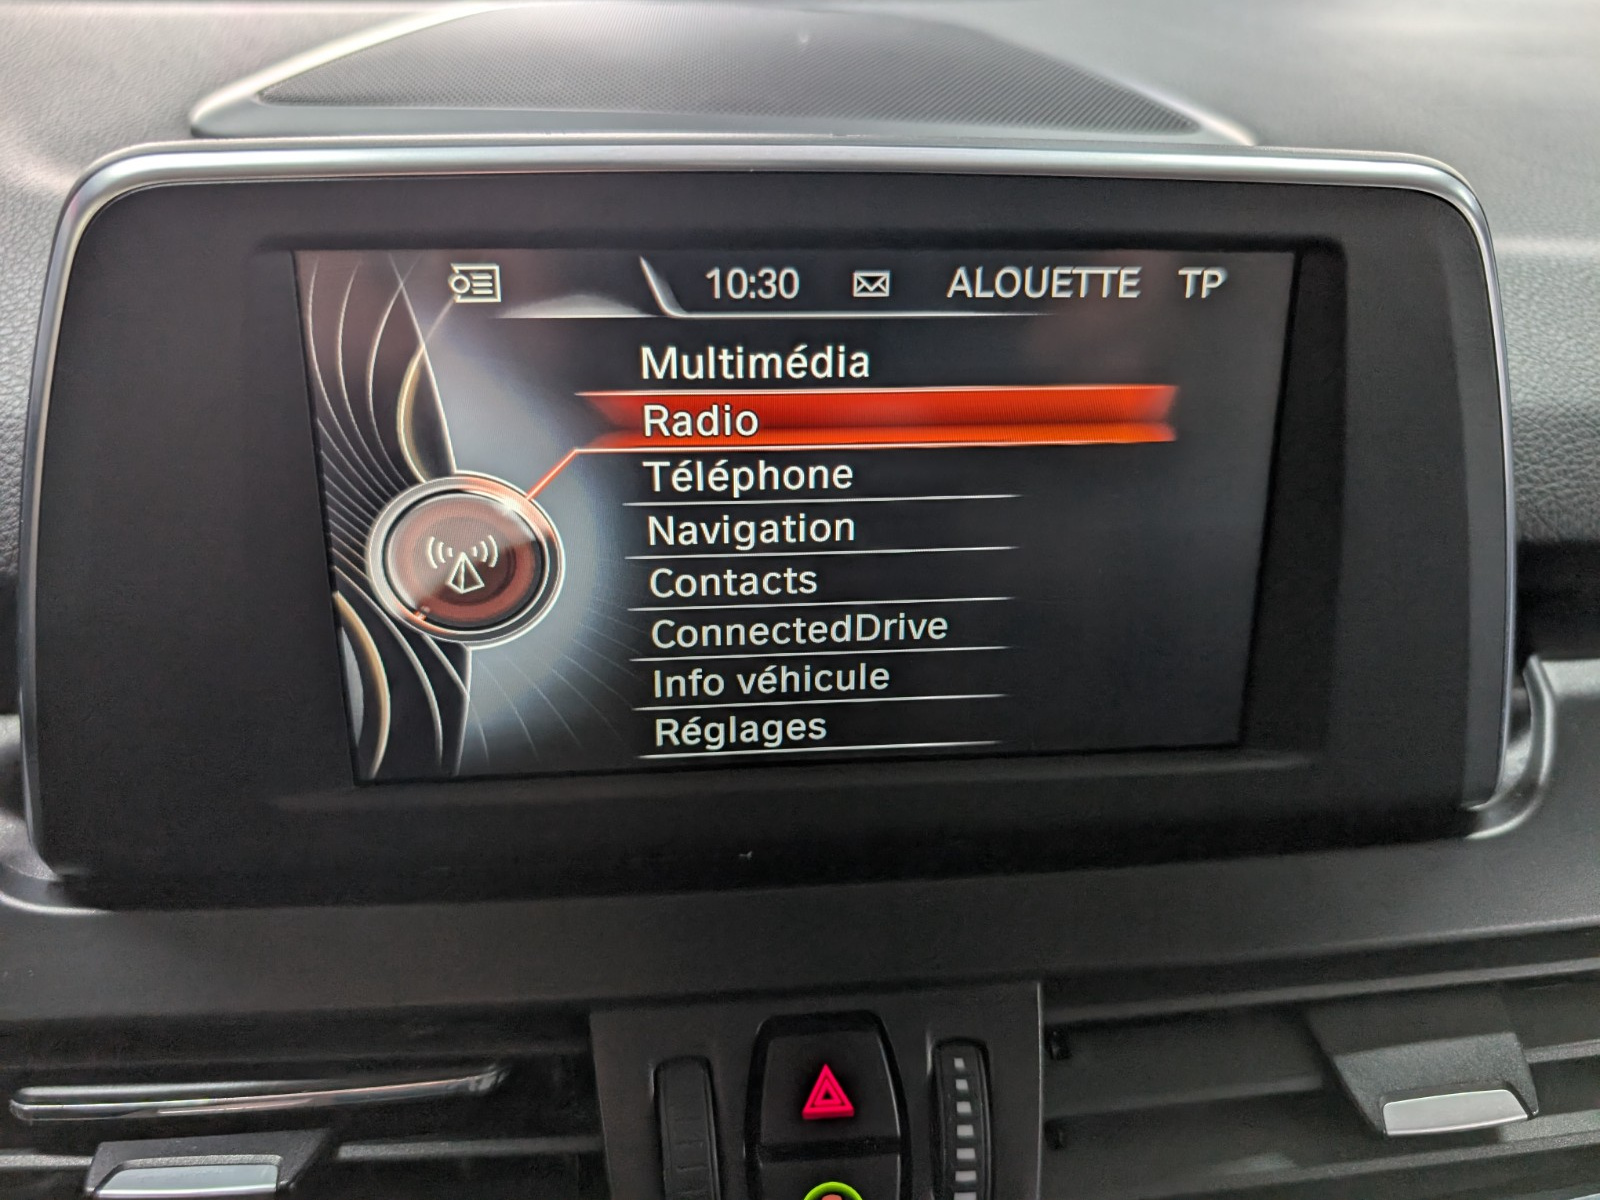 10:30 ALOUETTE TP
Multimédia
Radio
Téléphone
Navigation
Contacts
ConnectedDrive
Info véhicule
Réglages